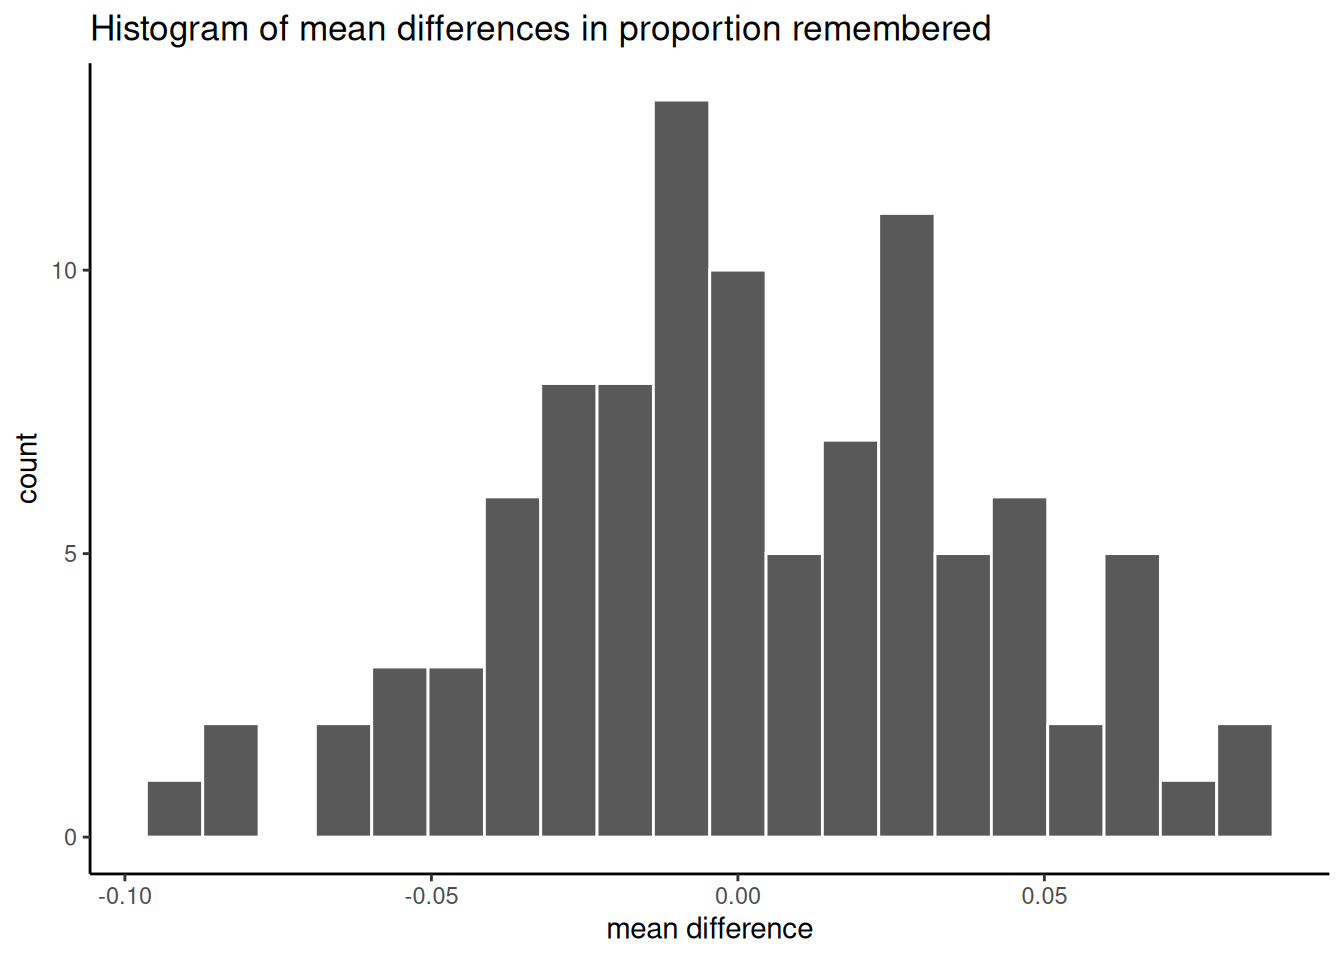 Histogram of mean differences in proportion remembered
count
10
5
0
-0.10 -0.05 0.00 0.05
mean difference